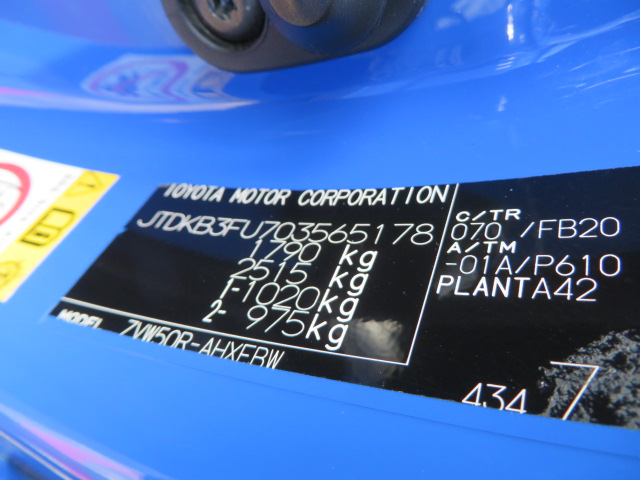 TOYOTA MOTOR CORPORATION
JTDKB3FU703565178
1790 kg
2515 kg
1-1020kg
2- 975kg
MODEL ZVW50R-AHXEBW
C/TR
070 /FB20
A/TM
-01A/P610
PLANTA42
434